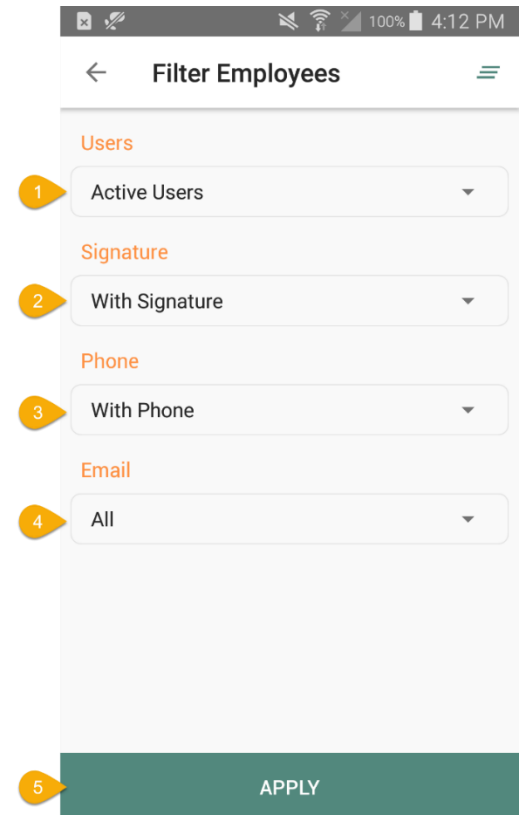 100% 4:12 PM
Filter Employees
Users
1 Active Users
Signature
2 With Signature
Phone
3 With Phone
Email
4 All
5 APPLY